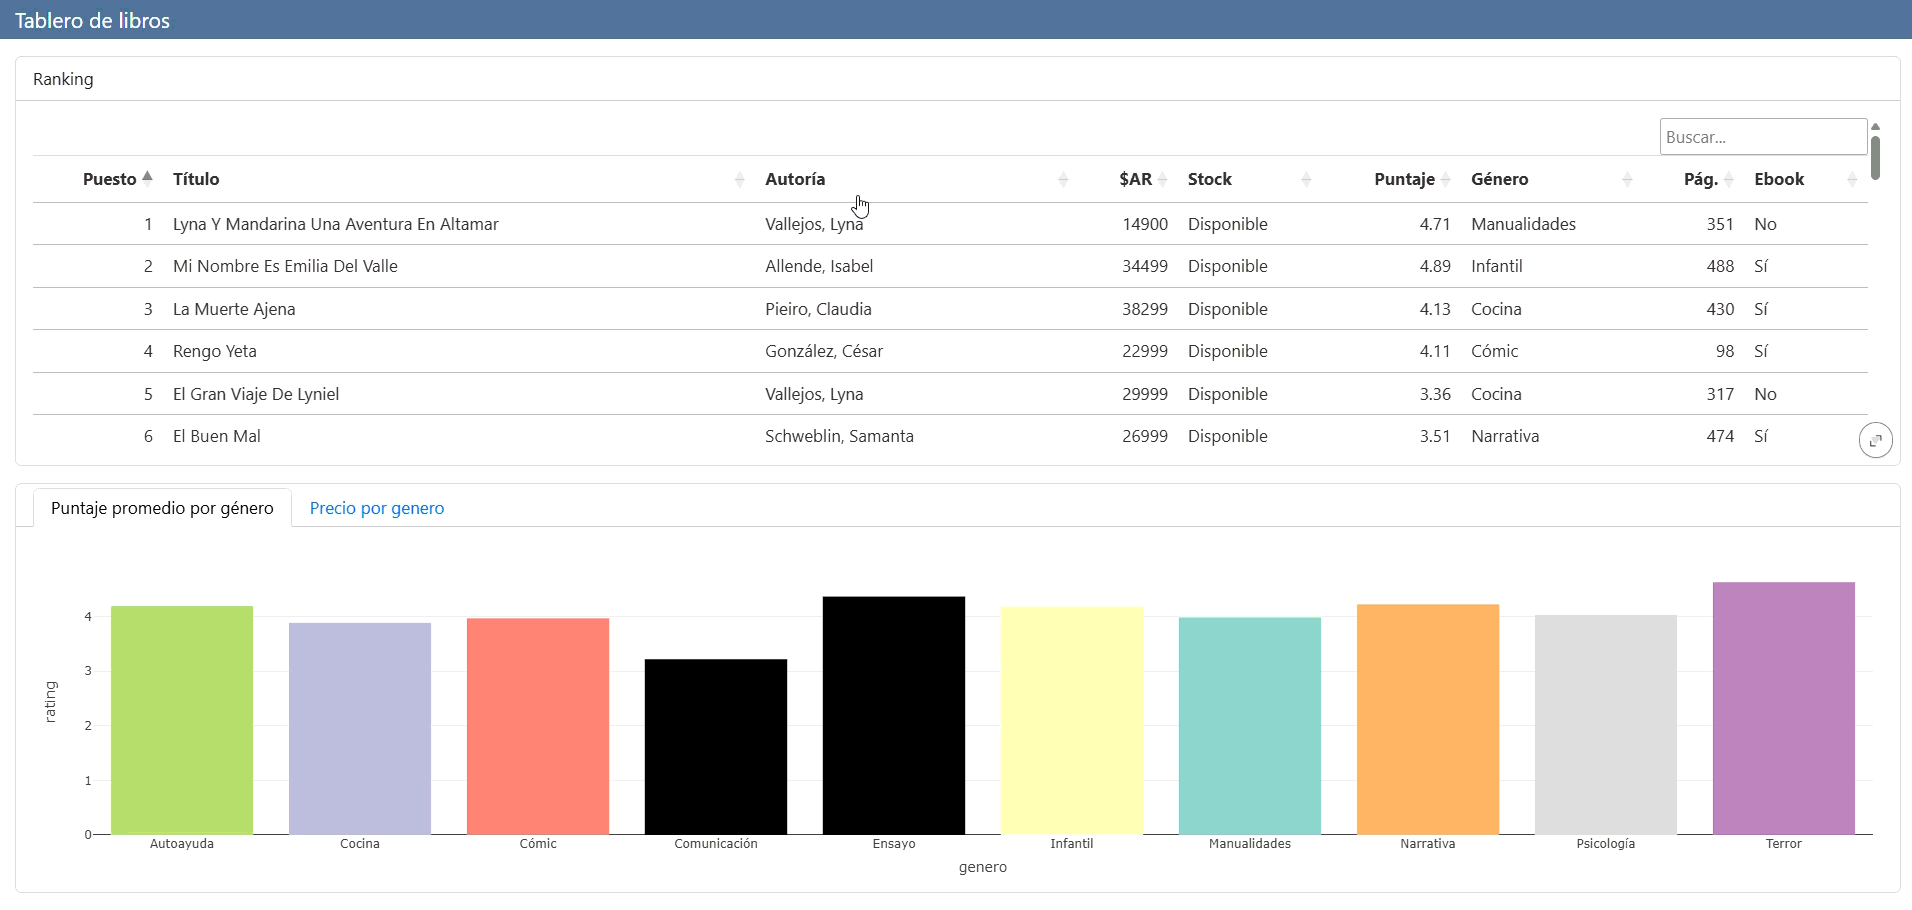 Tablero de libros
Ranking
Buscar...
Puesto Título Autoría $AR Stock Puntaje Género Pág. Ebook
1 Lyna Y Mandarina Una Aventura En Altamar Vallejos, Lyna 14900 Disponible 4.71 Manualidades 351 No
2 Mi Nombre Es Emilia Del Valle Allende, Isabel 34499 Disponible 4.89 Infantil 488 Sí
3 La Muerte Ajena Pieiro, Claudia 38299 Disponible 4.13 Cocina 430 Sí
4 Rengo Yeta González, César 22999 Disponible 4.11 Cómic 98 Sí
5 El Gran Viaje De Lyniel Vallejos, Lyna 29999 Disponible 3.36 Cocina 317 No
6 El Buen Mal Schweblin, Samanta 26999 Disponible 3.51 Narrativa 474 Sí
Puntaje promedio por género Precio por genero
4
3
2
1
0
rating
Autoayuda Cocina Cómic Comunicación Ensayo Infantil Manualidades Narrativa Psicología Terror
genero